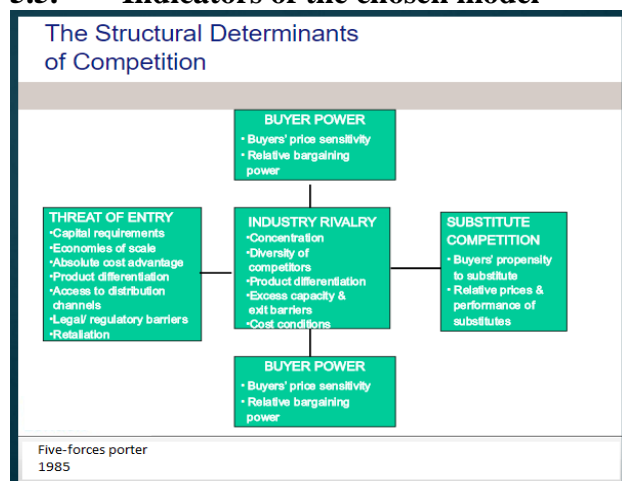 The Structural Determinants
of Competition
BUYER POWER
• Buyers' price sensitivity
• Relative bargaining
power
THREAT OF ENTRY
•Capital requirements
•Economies of scale
•Absolute cost advantage
•Product differentiation
•Access to distribution
channels
•Legal/ regulatory barriers
•Retaliation
INDUSTRY RIVALRY
•Concentration
•Diversity of
competitors
•Product differentiation
•Excess capacity &
exit barriers
•Cost conditions
SUBSTITUTE
COMPETITION
• Buyers' propensity
to substitute
• Relative prices &
performance of
substitutes
BUYER POWER
• Buyers' price sensitivity
• Relative bargaining
power
Five-forces porter
1985